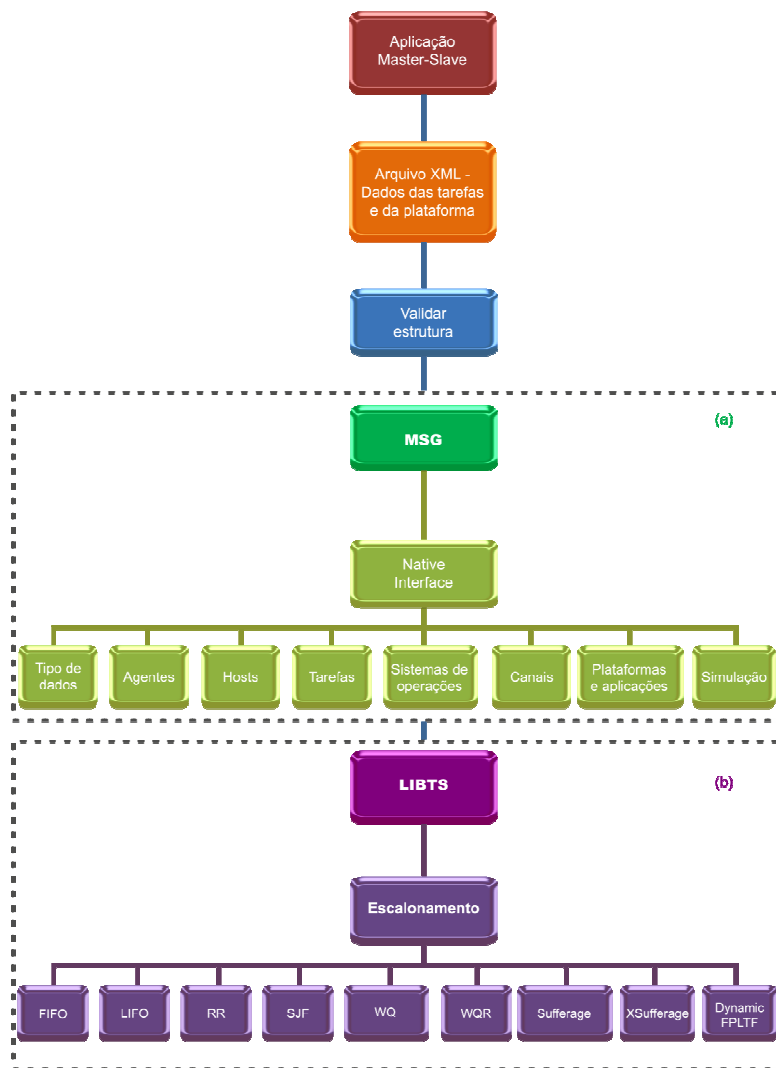 Aplicação
Master-Slave
Arquivo XML -
Dados das tarefas
e da plataforma
Validar
estrutura
MSG
(a)
Native
Interface
Tipo de
dados
Agentes
Hosts
Tarefas
Sistemas de
operações
Canais
Plataformas
e aplicações
Simulação
LIBTS
(b)
Escalonamento
FIFO
LIFO
RR
SJF
WQ
WQR
Sufferage
XSufferage
Dynamic
FPLTF